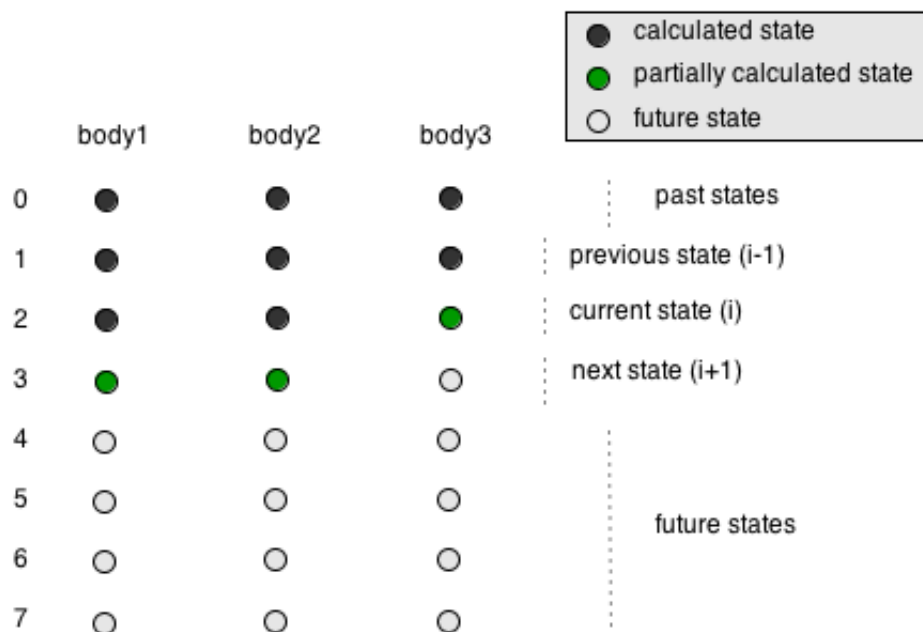 calculated state
partially calculated state
future state
body1 body2 body3
0 past states
1 previous state (i-1)
2 current state (i)
3 next state (i+1)
4
5
future states
6
7